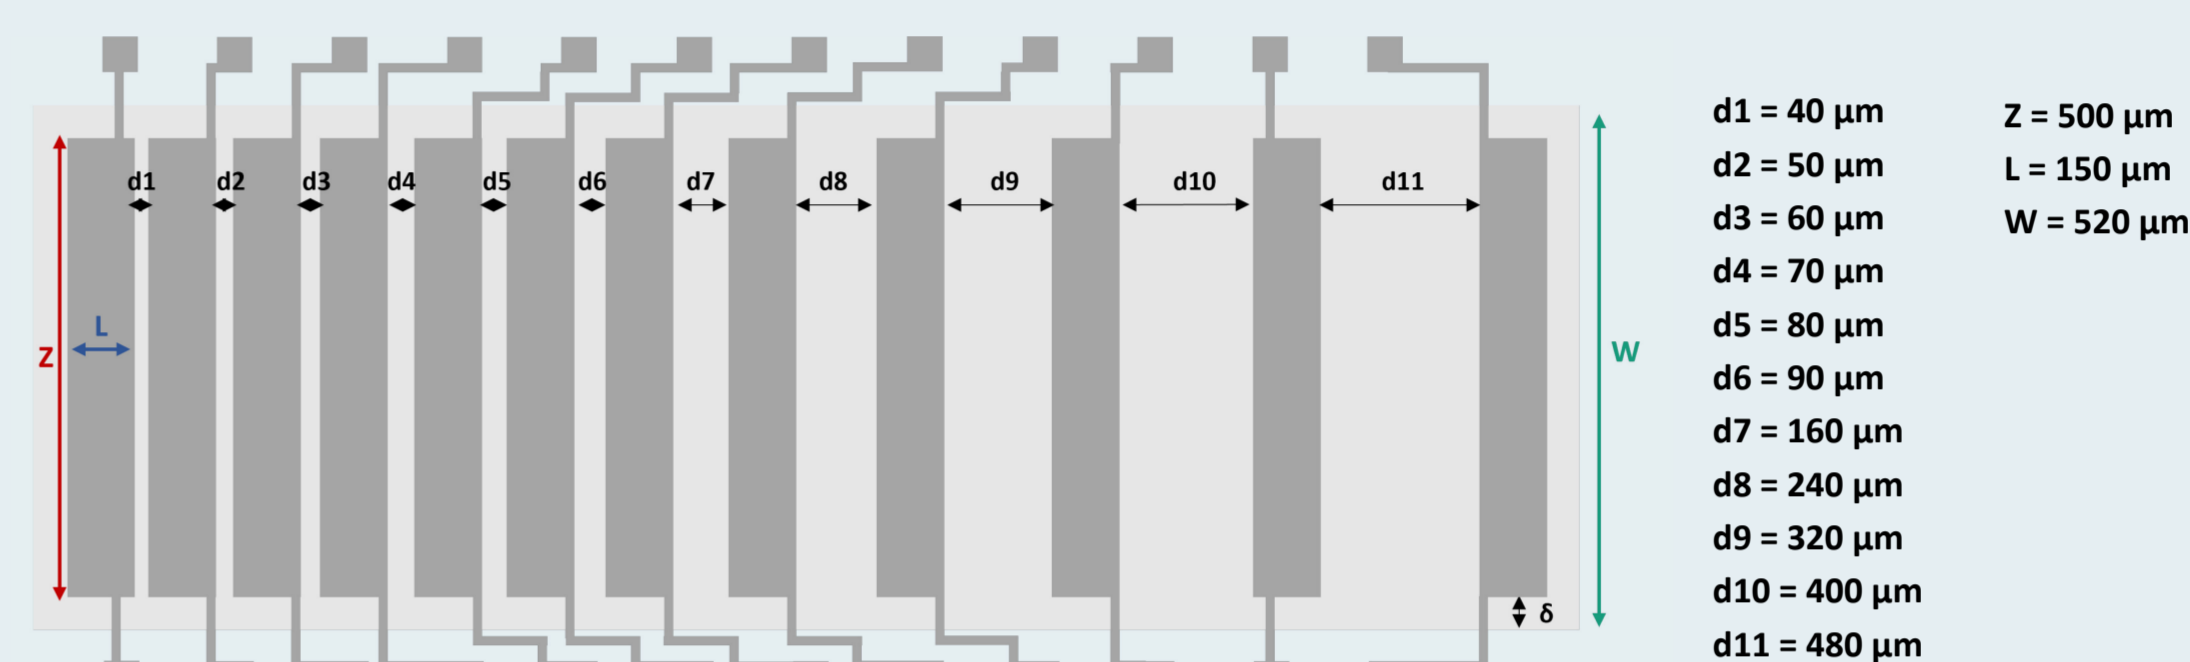 d1 d2 d3 d4 d5 d6 d7 d8 d9 d10 d11
L
Z
W
δ
d1 = 40 µm
d2 = 50 µm
d3 = 60 µm
d4 = 70 µm
d5 = 80 µm
d6 = 90 µm
d7 = 160 µm
d8 = 240 µm
d9 = 320 µm
d10 = 400 µm
d11 = 480 µm
Z = 500 µm
L = 150 µm
W = 520 µm